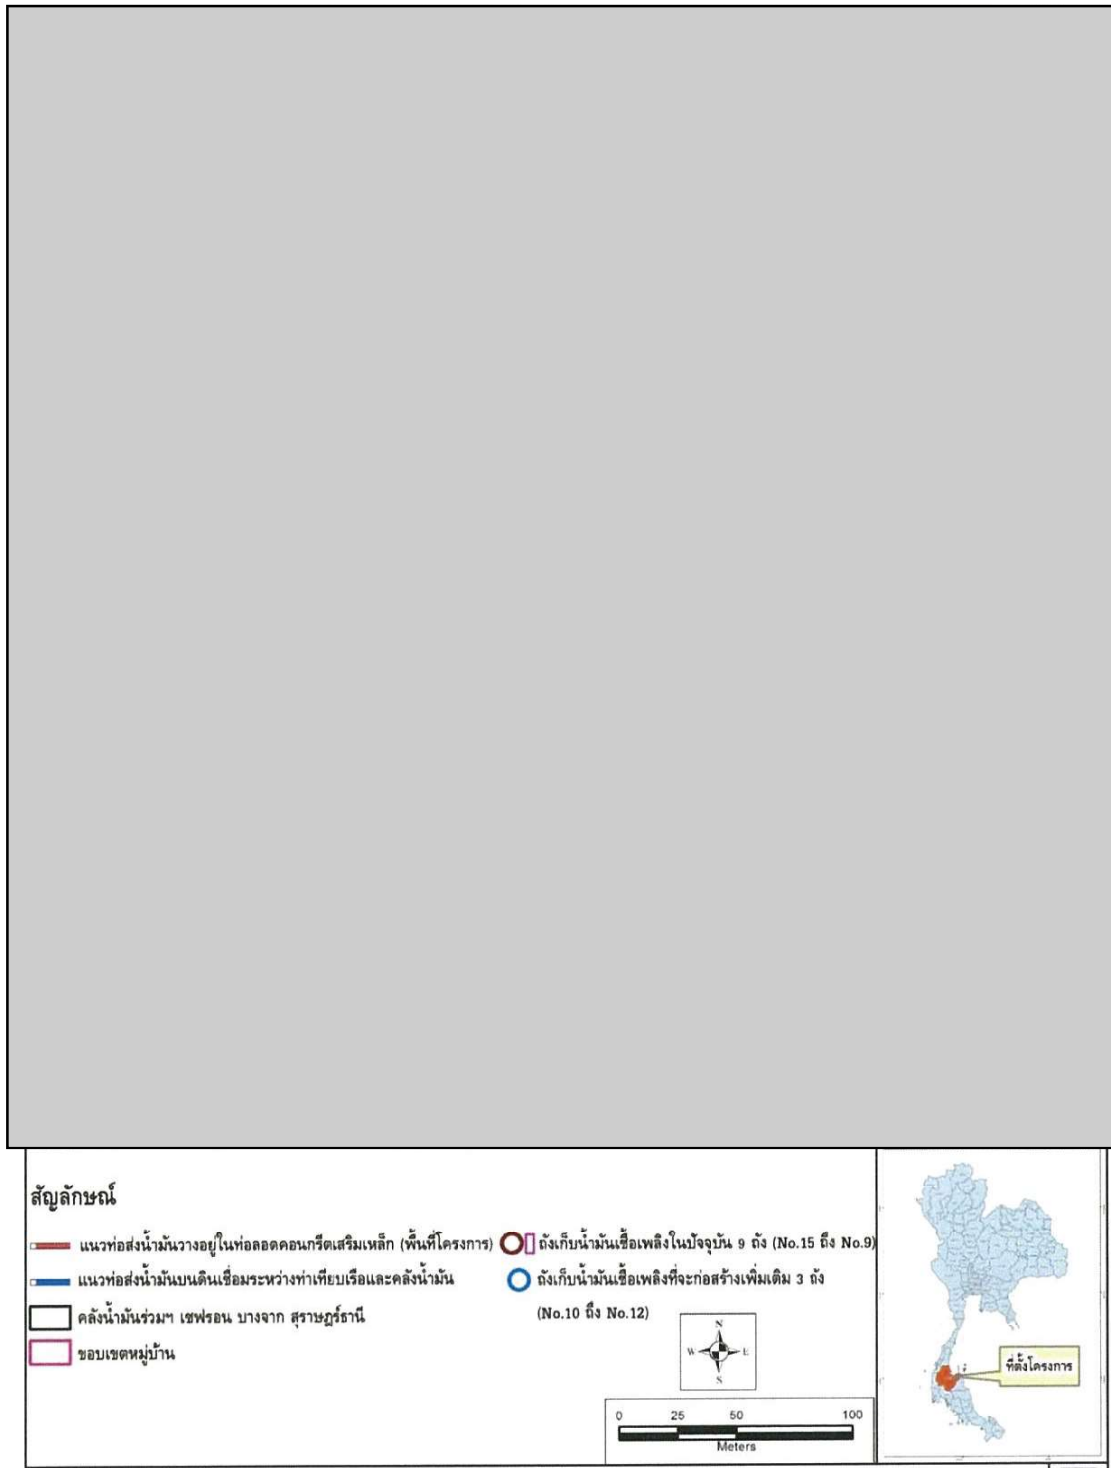 สัญลักษณ์
แนวท่อส่งน้ำมันวางอยู่ในท่อลอดคอนกรีตเสริมเหล็ก (พื้นที่โครงการ)
แนวท่อส่งน้ำมันบนดินเชื่อมระหว่างท่าเทียบเรือและคลังน้ำมัน
คลังน้ำมันร่วมฯ เชฟรอน บางจาก สุราษฎร์ธานี
ขอบเขตหมู่บ้าน
ถังเก็บน้ำมันเชื้อเพลิงในปัจจุบัน 9 ถัง (No.15 ถึง No.9)
ถังเก็บน้ำมันเชื้อเพลิงที่จะก่อสร้างเพิ่มเติม 3 ถัง
(No.10 ถึง No.12)
N
W E
S
0 25 50 100
Meters
ที่ตั้งโครงการ